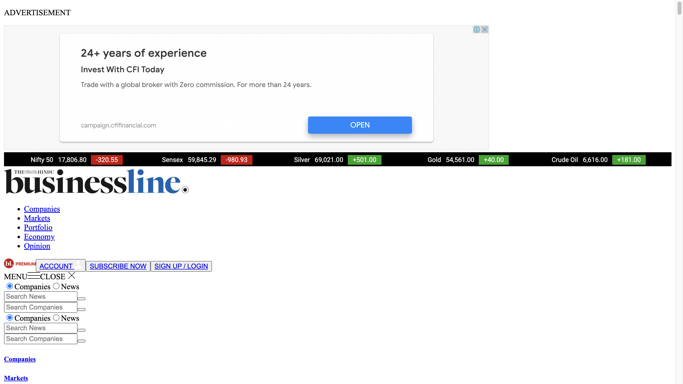 ADVERTISEMENT
24+ years of experience
Invest With CFI Today
Trade with a global broker with Zero commission. For more than 24 years.
campaign.cfifinancial.com
OPEN
Nifty 50 17,806.80 -320.55 Sensex 59,845.29 -980.93 Silver 69,021.00 +501.00 Gold 54,561.00 +40.00 Crude Oil 6,616.00 +181.00
businessline.
Companies
Markets
Portfolio
Economy
Opinion
PREMIUM ACCOUNT SUBSCRIBE NOW SIGN UP / LOGIN
MENU CLOSE
Companies News
Search News
Search Companies
Companies News
Search News
Search Companies
Companies
Markets